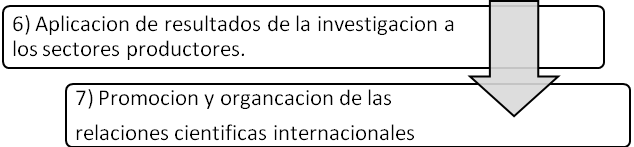 6) Aplicacion de resultados de la investigacion a
los sectores productores.
7) Promocion y organcacion de las
relaciones cientificas internacionales